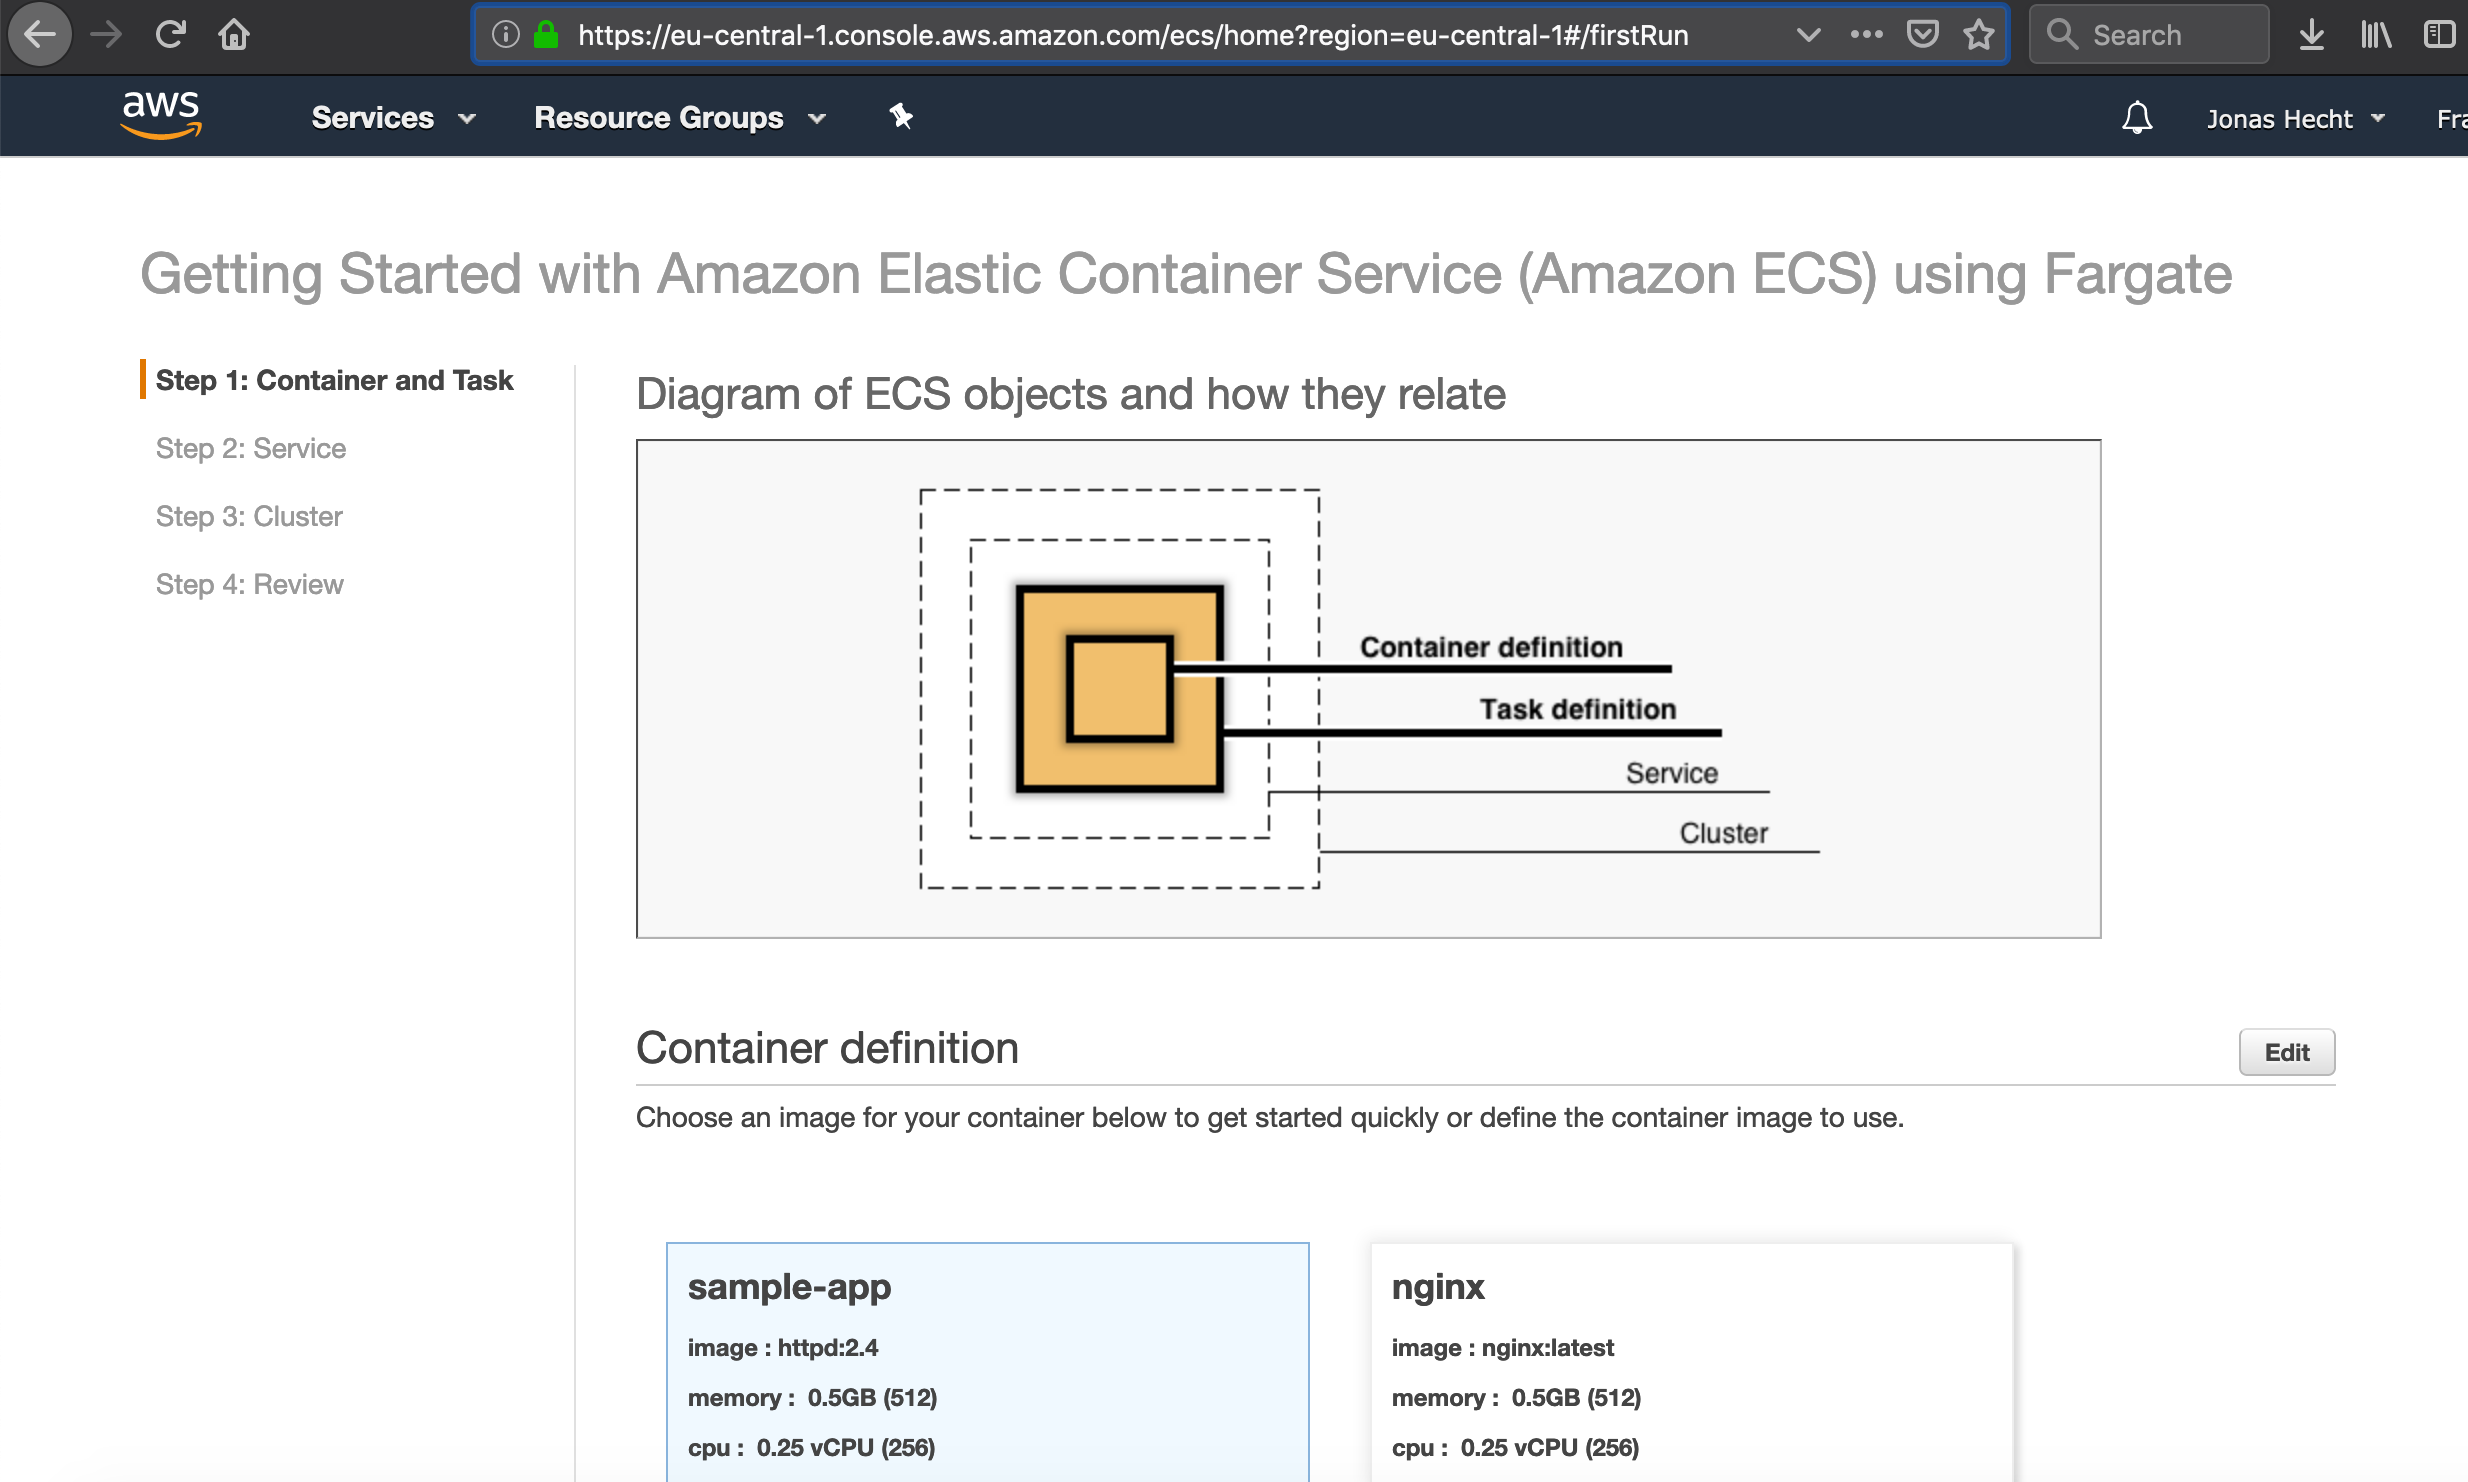 https://eu-central-1.console.aws.amazon.com/ecs/home?region=eu-central-1#/firstRun
Search
aws
Services
Resource Groups
Jonas Hecht
Fra
Getting Started with Amazon Elastic Container Service (Amazon ECS) using Fargate
Step 1: Container and Task
Step 2: Service
Step 3: Cluster
Step 4: Review
Diagram of ECS objects and how they relate
Container definition
Task definition
Service
Cluster
Container definition
Edit
Choose an image for your container below to get started quickly or define the container image to use.
sample-app
image : httpd:2.4
memory : 0.5GB (512)
cpu : 0.25 vCPU (256)
nginx
image : nginx:latest
memory : 0.5GB (512)
cpu : 0.25 vCPU (256)